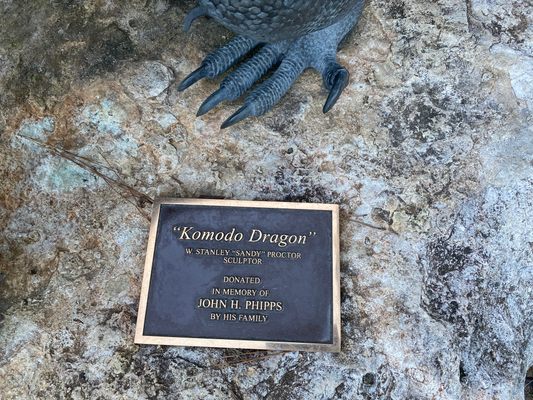 "Komodo Dragon"
W. STANLEY "SANDY" PROCTOR
SCULPTOR
DONATED
IN MEMORY OF
JOHN H. PHIPPS
BY HIS FAMILY